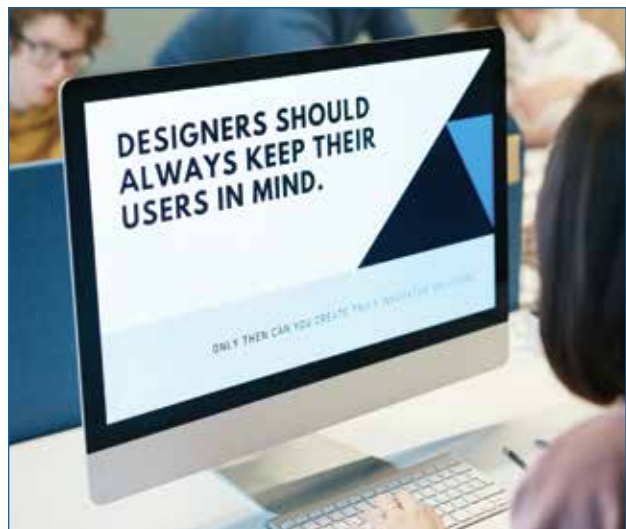 DESIGNERS SHOULD
ALWAYS KEEP THEIR
USERS IN MIND.
ONLY THEN CAN YOU CREATE TRULY INNOVATIVE SOLUTIONS